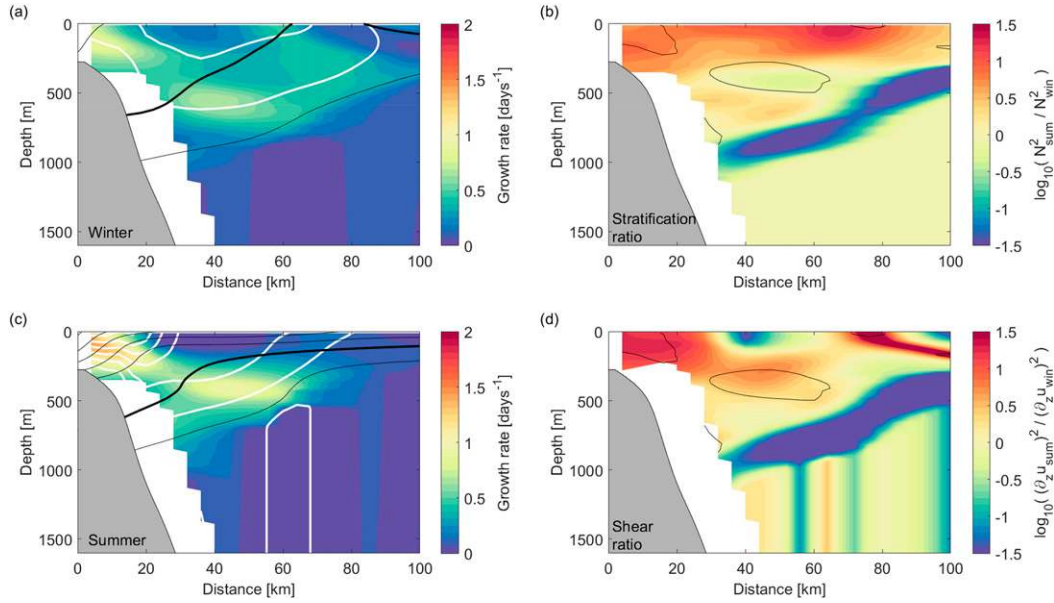 (a)
0
500
1000
1500
Depth [m]
Winter
0 20 40 60 80 100
Distance [km]
2
1.5
1
0.5
0
Growth rate [days⁻¹]
(b)
0
500
1000
1500
Depth [m]
Stratification
ratio
0 20 40 60 80 100
Distance [km]
1.5
1
0.5
0
-0.5
-1
-1.5
log₁₀( N²sum / N²win )
(c)
0
500
1000
1500
Depth [m]
Summer
0 20 40 60 80 100
Distance [km]
2
1.5
1
0.5
0
Growth rate [days⁻¹]
(d)
0
500
1000
1500
Depth [m]
Shear
ratio
0 20 40 60 80 100
Distance [km]
1.5
1
0.5
0
-0.5
-1
-1.5
log₁₀( (∂zusum)² / (∂zuwin)² )